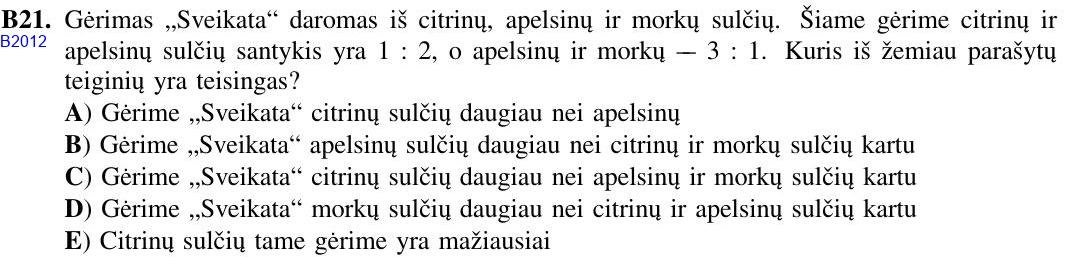 B21. Gėrimas „Sveikata“ daromas iš citrinų, apelsinų ir morkų sulčių. Šiame gėrime citrinų ir
B2012
apelsinų sulčių santykis yra 1 : 2, o apelsinų ir morkų — 3 : 1. Kuris iš žemiau parašytų
teiginių yra teisingas?
A) Gėrime „Sveikata“ citrinų sulčių daugiau nei apelsinų
B) Gėrime „Sveikata“ apelsinų sulčių daugiau nei citrinų ir morkų sulčių kartu
C) Gėrime „Sveikata“ citrinų sulčių daugiau nei apelsinų ir morkų sulčių kartu
D) Gėrime „Sveikata“ morkų sulčių daugiau nei citrinų ir apelsinų sulčių kartu
E) Citrinų sulčių tame gėrime yra mažiausiai